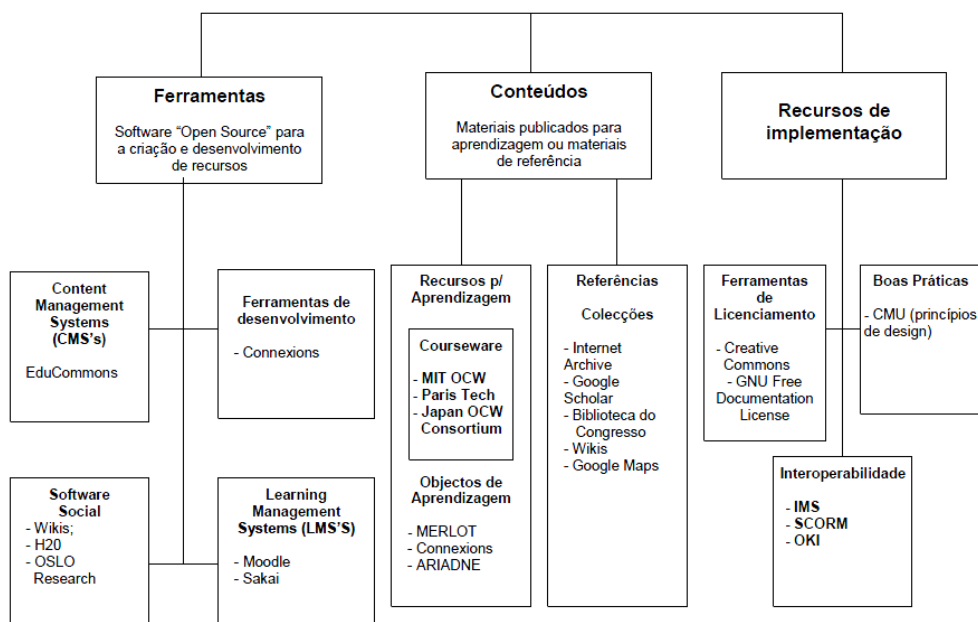 Ferramentas
Software “Open Source” para
a criação e desenvolvimento
de recursos
Conteúdos
Materiais publicados para
aprendizagem ou materiais
de referência
Recursos de
implementação
Content
Management
Systems
(CMS’s)
EduCommons
Ferramentas de
desenvolvimento
- Connexions
Software
Social
- Wikis;
- H20
- OSLO
Research
Learning
Management
Systems (LMS’S)
- Moodle
- Sakai
Recursos p/
Aprendizagem
Courseware
- MIT OCW
- Paris Tech
- Japan OCW
Consortium
Objectos de
Aprendizagem
- MERLOT
- Connexions
- ARIADNE
Referências
Colecções
- Internet
Archive
- Google
Scholar
- Biblioteca do
Congresso
- Wikis
- Google Maps
Ferramentas
de
Licenciamento
- Creative
Commons
- GNU Free
Documentation
License
Boas Práticas
- CMU (princípios
de design)
Interoperabilidade
- IMS
- SCORM
- OKI